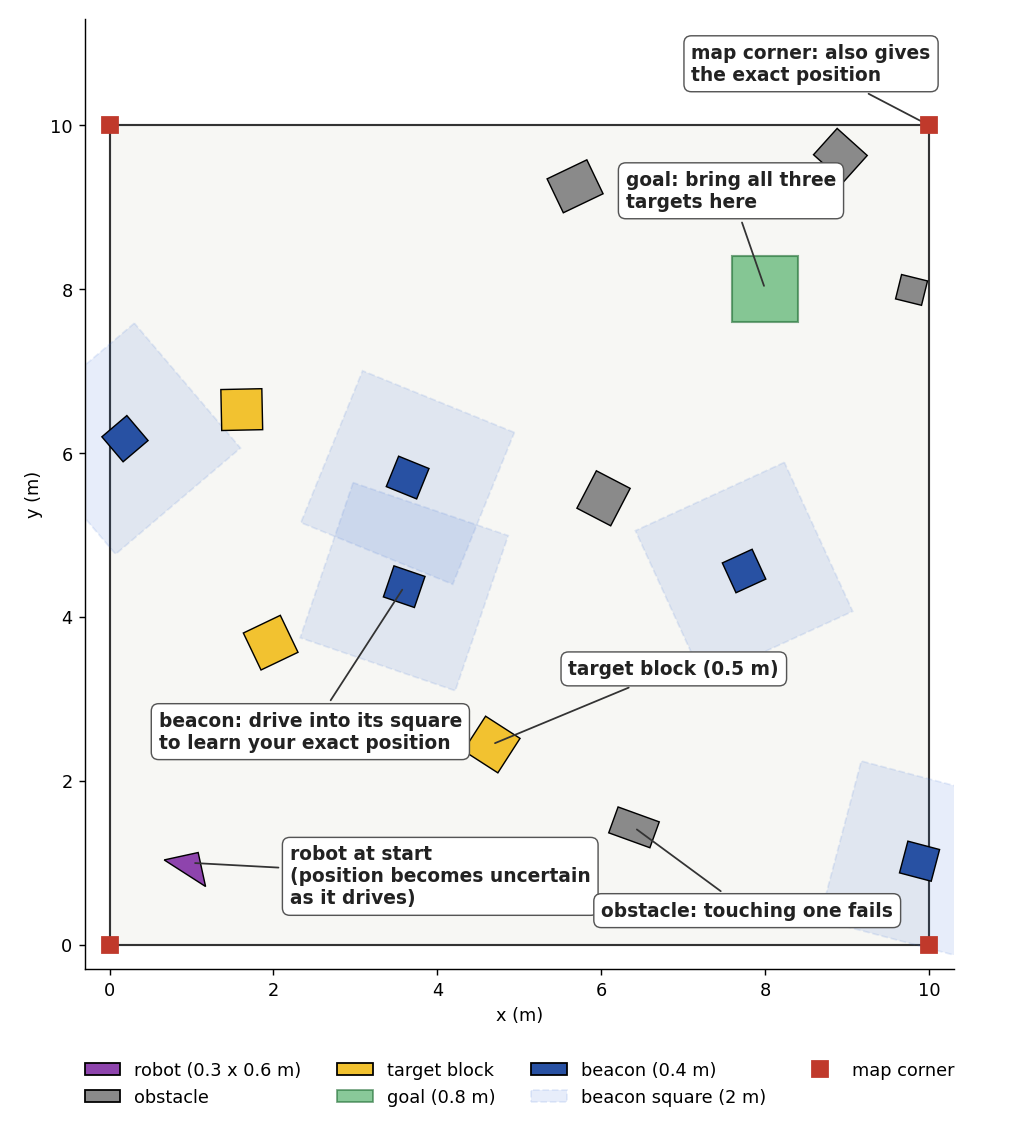 map corner: also gives
the exact position
goal: bring all three
targets here
target block (0.5 m)
beacon: drive into its square
to learn your exact position
robot at start
(position becomes uncertain
as it drives)
obstacle: touching one fails
10
8
6
4
2
0
y (m)
0 2 4 6 8 10
x (m)
robot (0.3 x 0.6 m)
obstacle
target block
goal (0.8 m)
beacon (0.4 m)
beacon square (2 m)
map corner